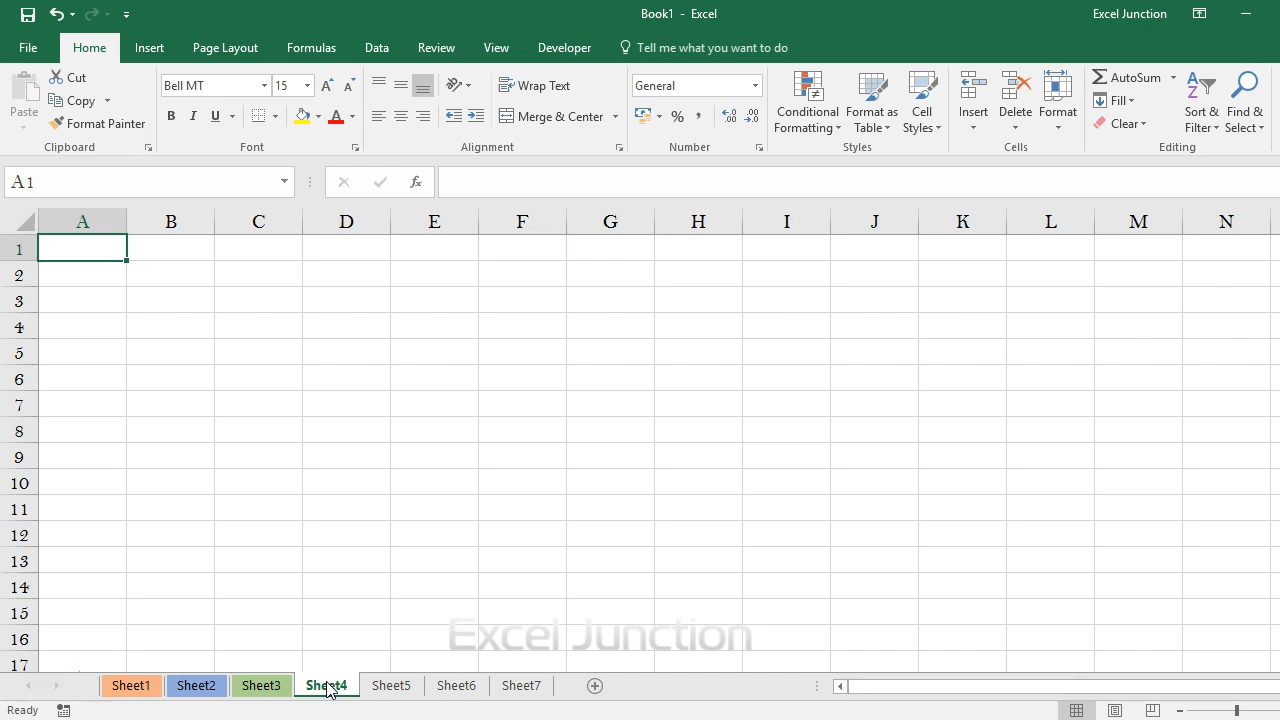 Book1 - Excel
Excel Junction
File Home Insert Page Layout Formulas Data Review View Developer Tell me what you want to do
Paste
Cut
Copy
Format Painter
Clipboard
Bell MT 15
B I U A
Font
Wrap Text
Merge & Center
Alignment
General
% ,
Number
Conditional Formatting
Format as Table
Cell Styles
Styles
Insert Delete Format
Cells
AutoSum
Fill
Clear
Sort & Filter
Find & Select
Editing
A1 fx
A B C D E F G H I J K L M N
1
2
3
4
5
6
7
8
9
10
11
12
13
14
15
16
17
Excel Junction
Sheet1 Sheet2 Sheet3 Sheet4 Sheet5 Sheet6 Sheet7
Ready